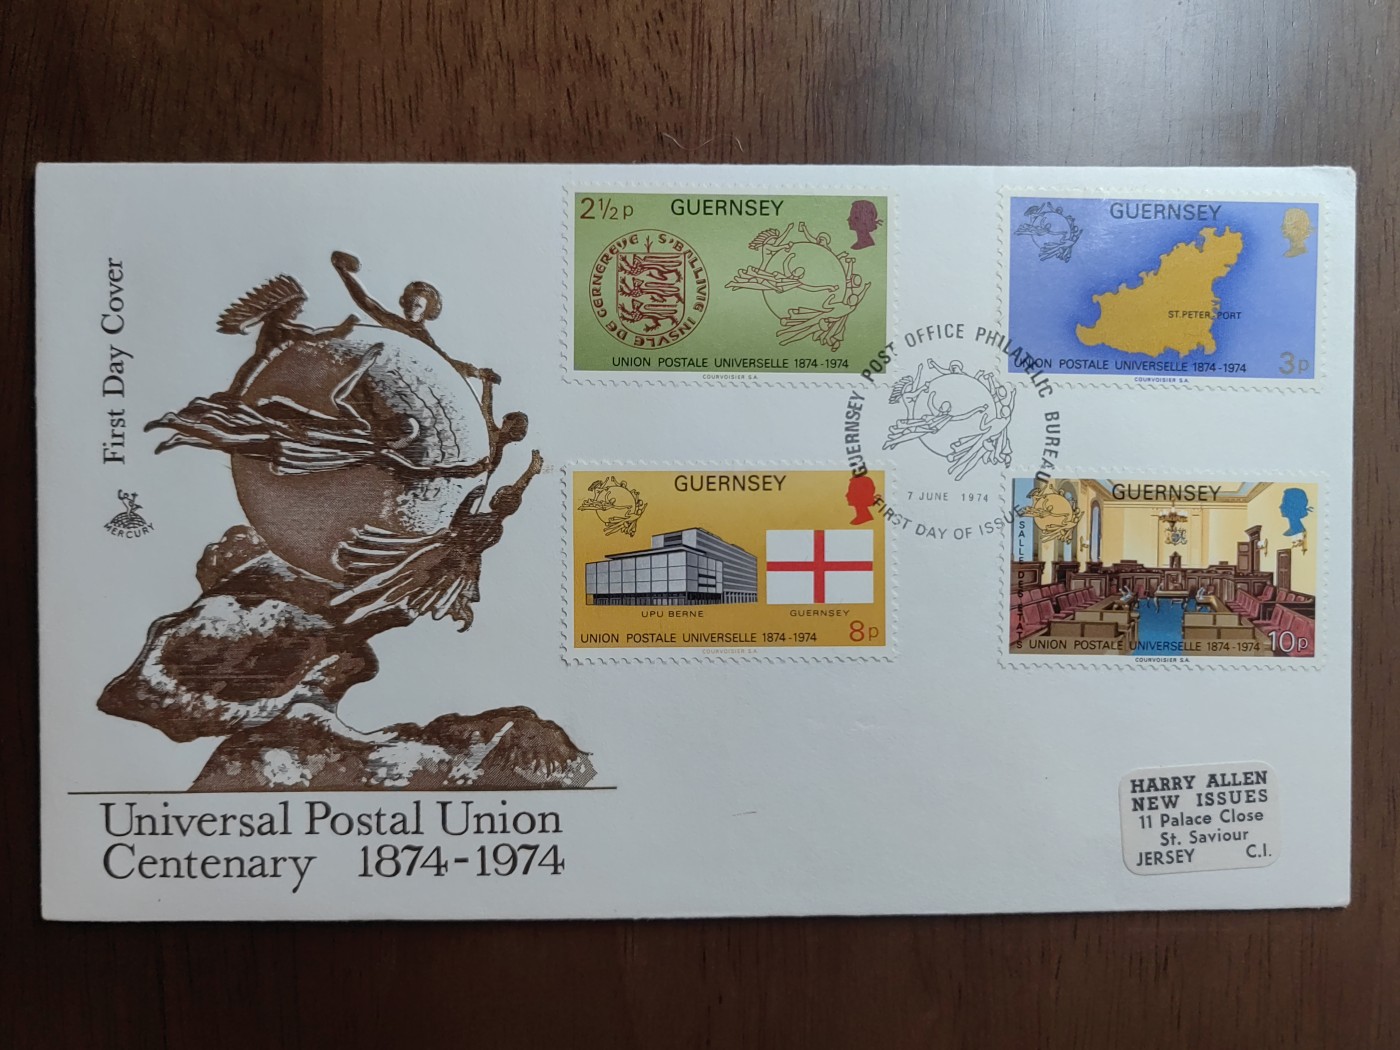 First Day Cover
MERCURY
Universal Postal Union
Centenary 1874-1974
2½p GUERNSEY
S'BALLIVIE INSVLE DE GERNEREYE
UNION POSTALE UNIVERSELLE 1874-1974
COURVOISIER S.A.
GUERNSEY
ST. PETER PORT
UNION POSTALE UNIVERSELLE 1874-1974
3p
COURVOISIER S.A.
GUERNSEY POST OFFICE PHILATELIC BUREAU
7 JUNE 1974
FIRST DAY OF ISSUE
GUERNSEY
UPU BERNE
GUERNSEY
UNION POSTALE UNIVERSELLE 1874-1974 8p
COURVOISIER S.A.
GUERNSEY
SALLE DES ETATS
UNION POSTALE UNIVERSELLE 1874-1974 10p
COURVOISIER S.A.
HARRY ALLEN
NEW ISSUES
11 Palace Close
St. Saviour
JERSEY C.I.